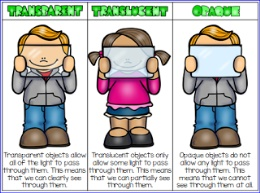 TRANSPARENT
Transparent objects allow
all of the light to pass
through them. This means
that we can clearly see
through them.
TRANSLUCENT
Translucent objects only
allow some light to pass
through them. This means
that we can partially see
through them.
OPAQUE
Opaque objects do not
allow any light to pass
through them. This
means that we cannot
see through them at all.